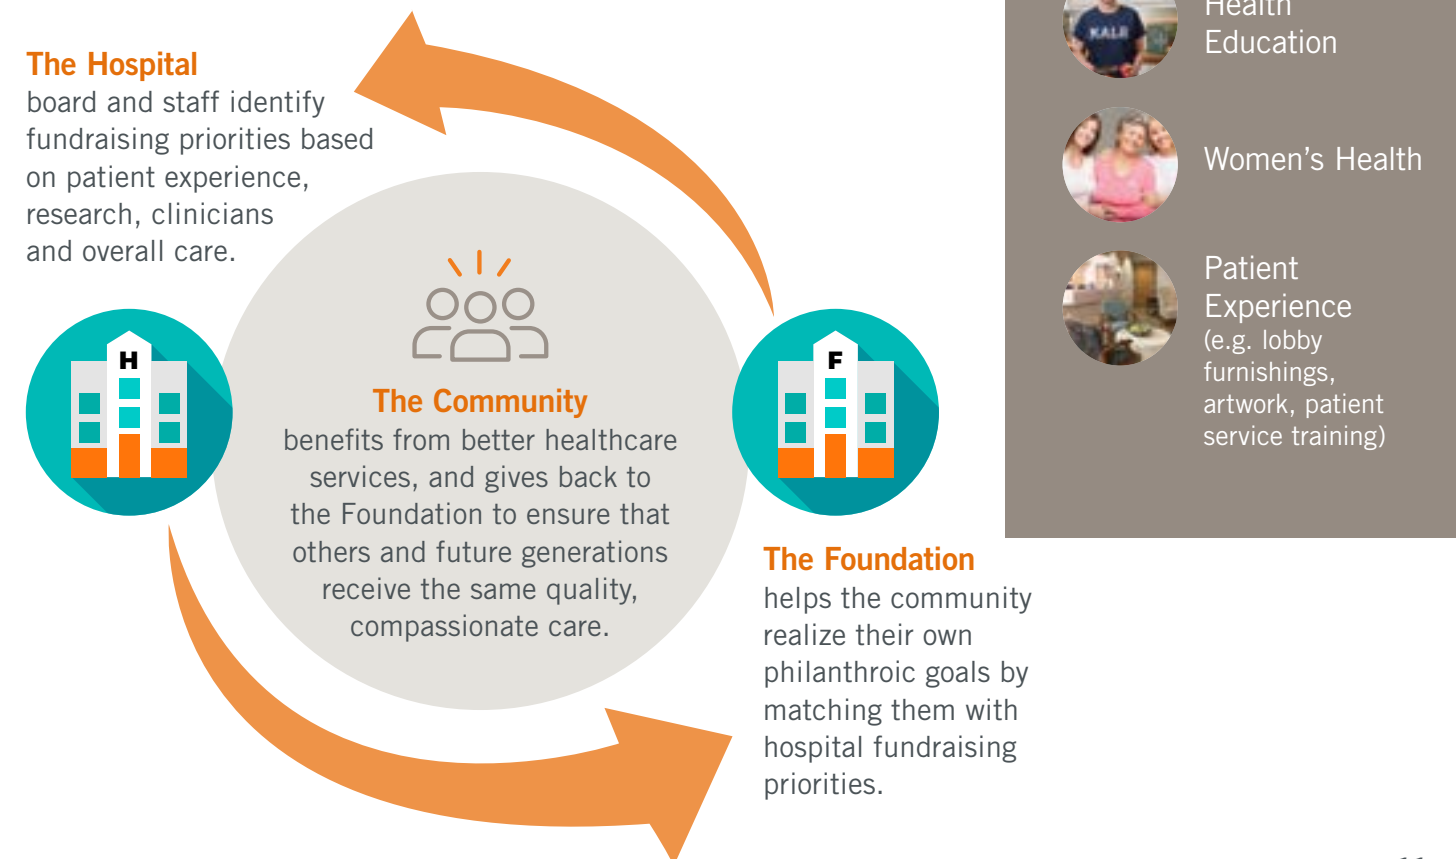 The Hospital
board and staff identify
fundraising priorities based
on patient experience,
research, clinicians
and overall care.
H
The Community
benefits from better healthcare
services, and gives back to
the Foundation to ensure that
others and future generations
receive the same quality,
compassionate care.
F
The Foundation
helps the community
realize their own
philanthroic goals by
matching them with
hospital fundraising
priorities.
Health
Education
KALE
Women's Health
Patient
Experience
(e.g. lobby
furnishings,
artwork, patient
service training)